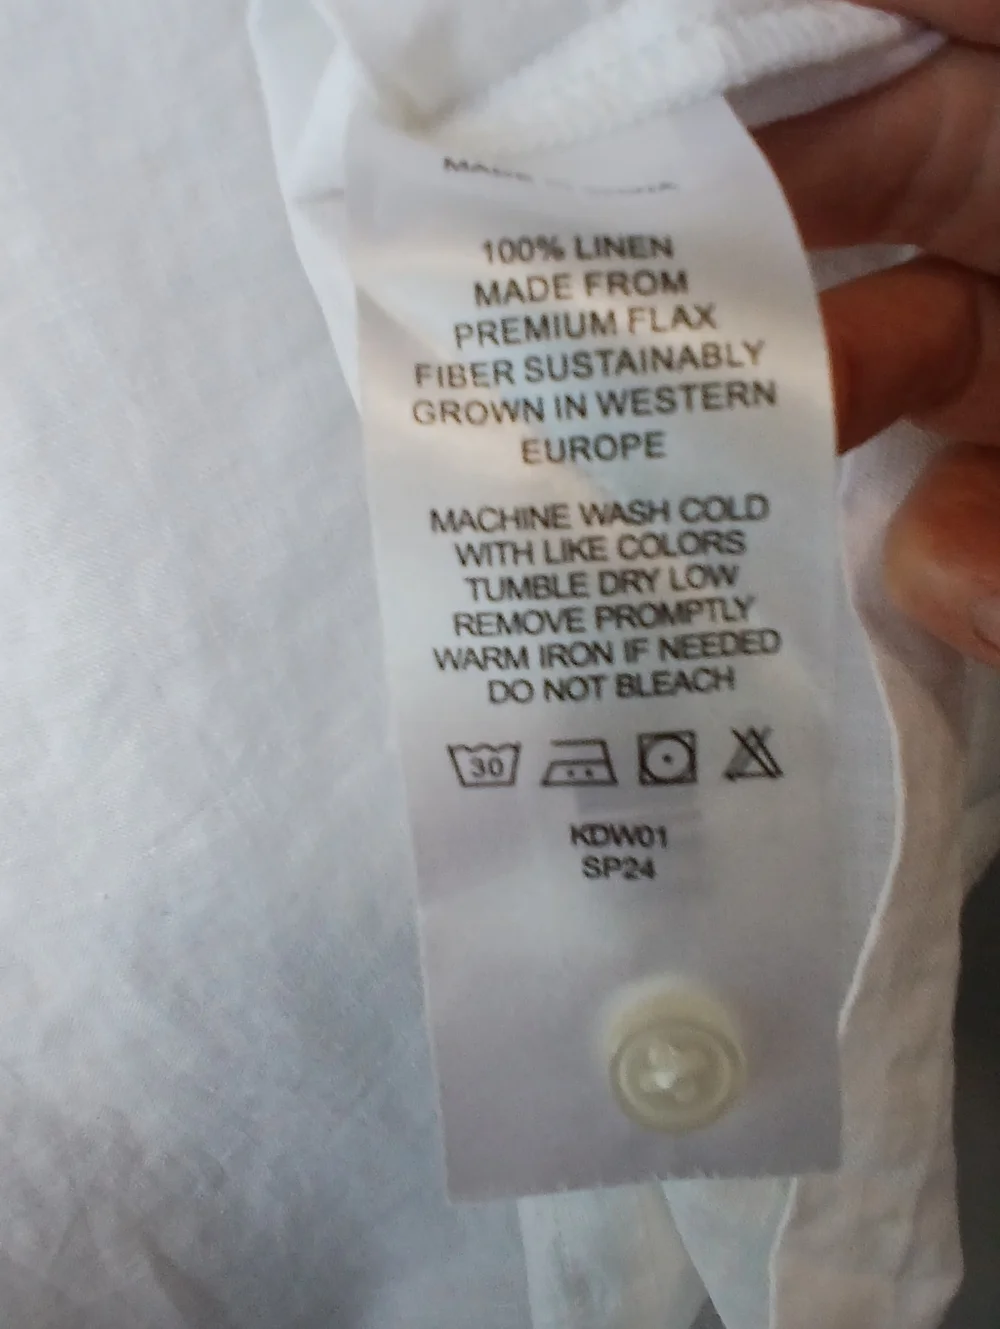 MADE
100% LINEN
MADE FROM
PREMIUM FLAX
FIBER SUSTAINABLY
GROWN IN WESTERN
EUROPE
MACHINE WASH COLD
WITH LIKE COLORS
TUMBLE DRY LOW
REMOVE PROMPTLY
WARM IRON IF NEEDED
DO NOT BLEACH
30
KDW01
SP24